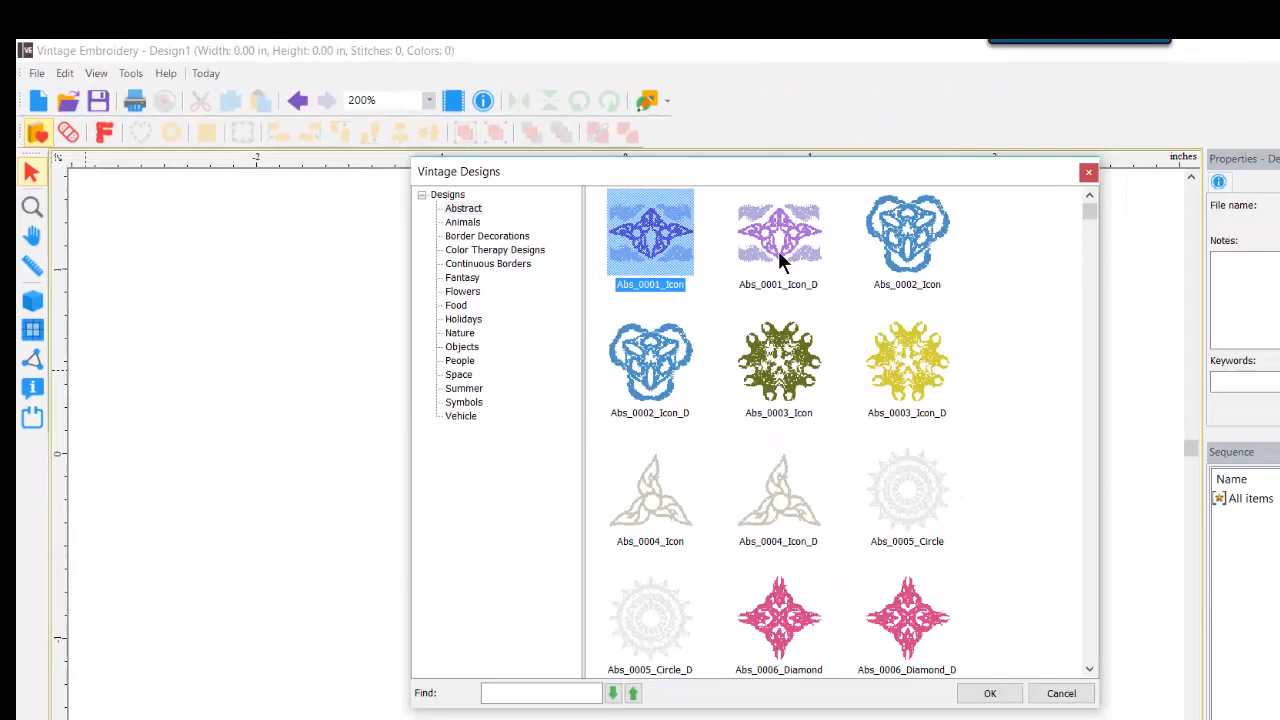 Vintage Embroidery - Design1 (Width: 0.00 in, Height: 0.00 in, Stitches: 0, Colors: 0)
File Edit View Tools Help Today
200%
F
-2 inches
Vintage Designs
Properties - De
Designs
Abstract
Animals
Border Decorations
Color Therapy Designs
Continuous Borders
Fantasy
Flowers
Food
Holidays
Nature
Objects
People
Space
Summer
Symbols
Vehicle
Abs_0001_Icon Abs_0001_Icon_D Abs_0002_Icon
Abs_0002_Icon_D Abs_0003_Icon Abs_0003_Icon_D
Abs_0004_Icon Abs_0004_Icon_D Abs_0005_Circle
Abs_0005_Circle_D Abs_0006_Diamond Abs_0006_Diamond_D
Find:
OK Cancel
File name:
Notes:
Keywords:
Sequence
Name
All items